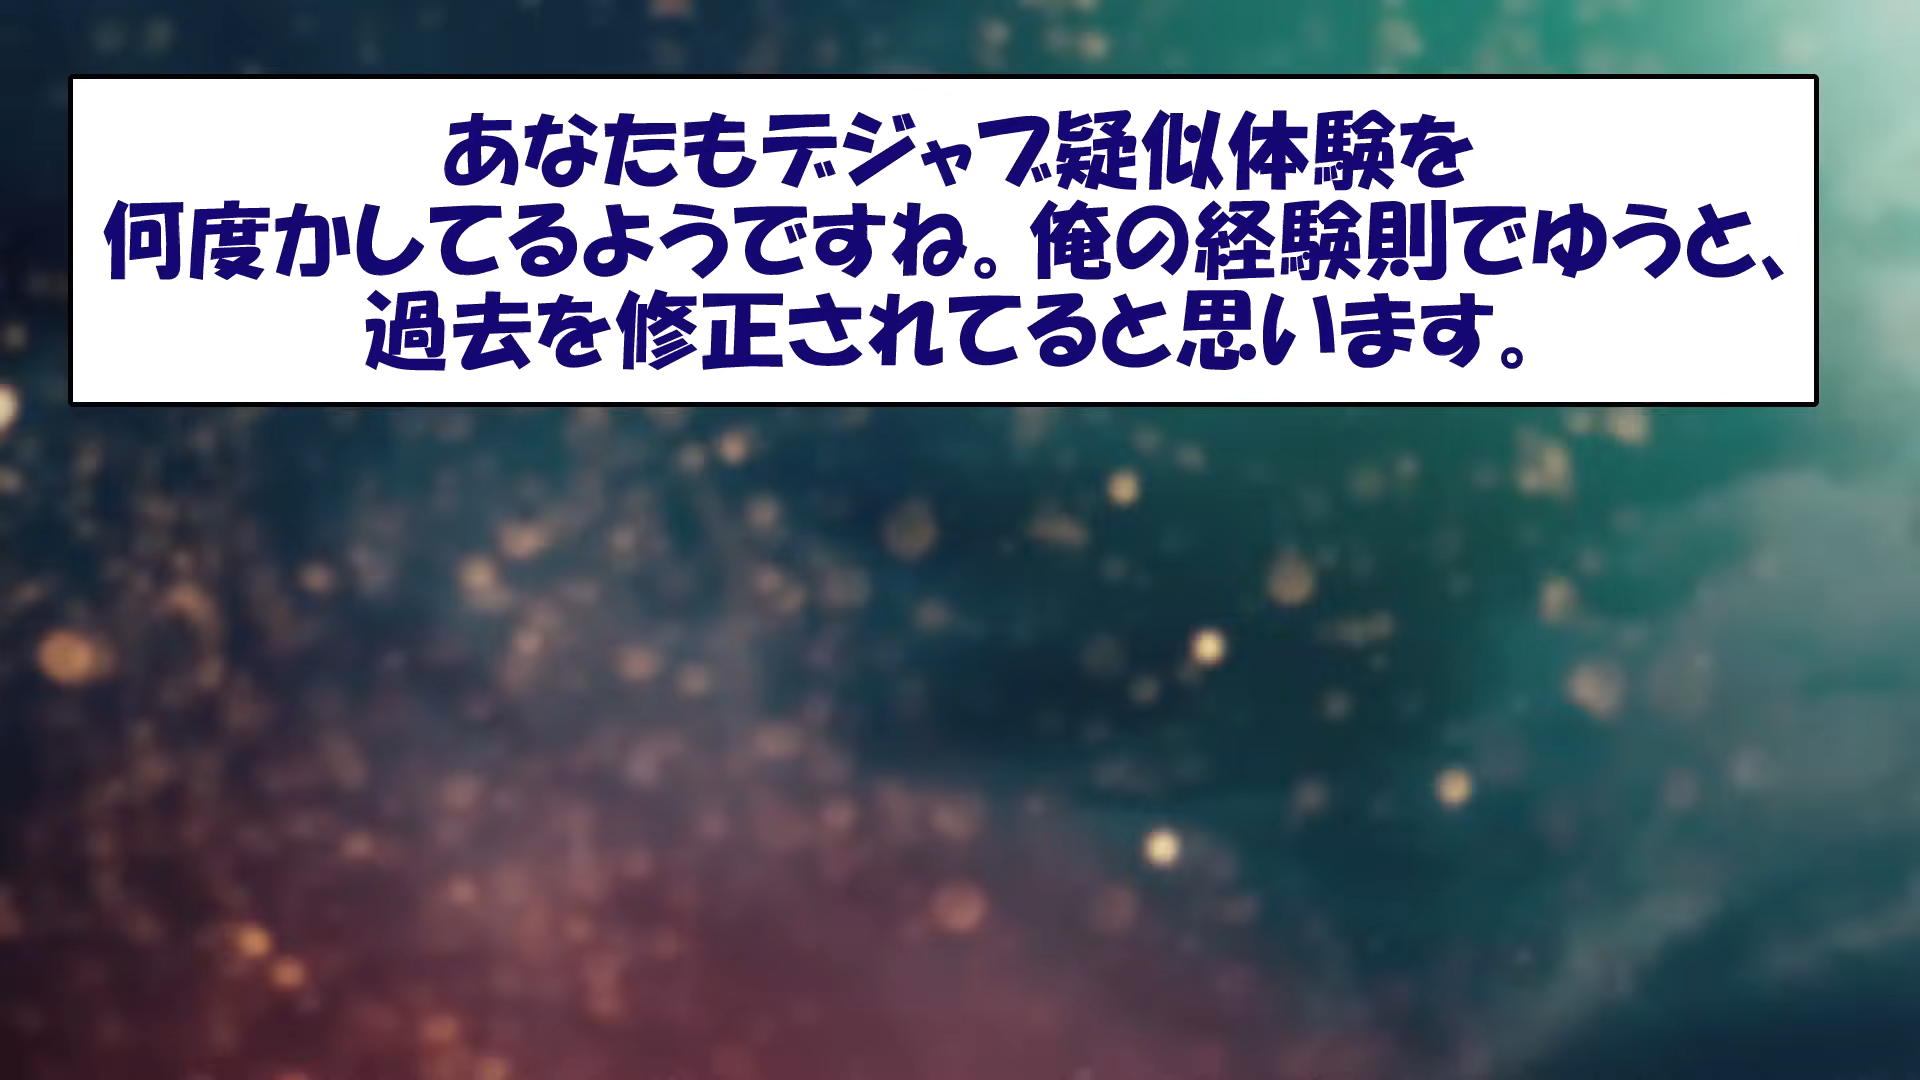 あなたもデジャブ疑似体験を
何度かしてるようですね。俺の経験則でゆうと、
過去を修正されてると思います。